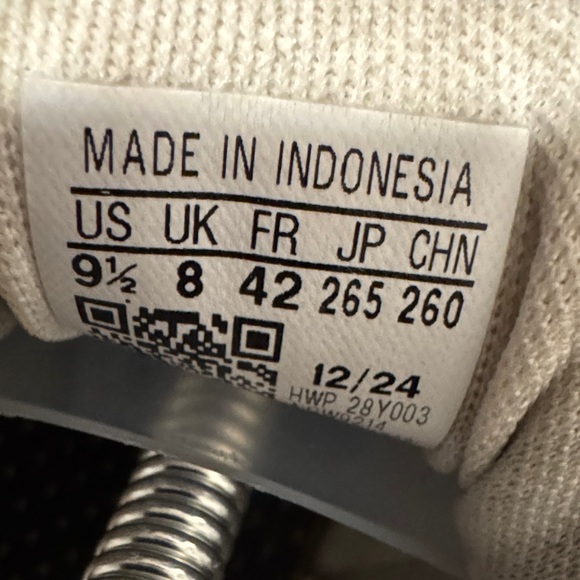 MADE IN INDONESIA
US UK FR JP CHN
9½ 8 42 265 260
12/24
HWP 28Y003